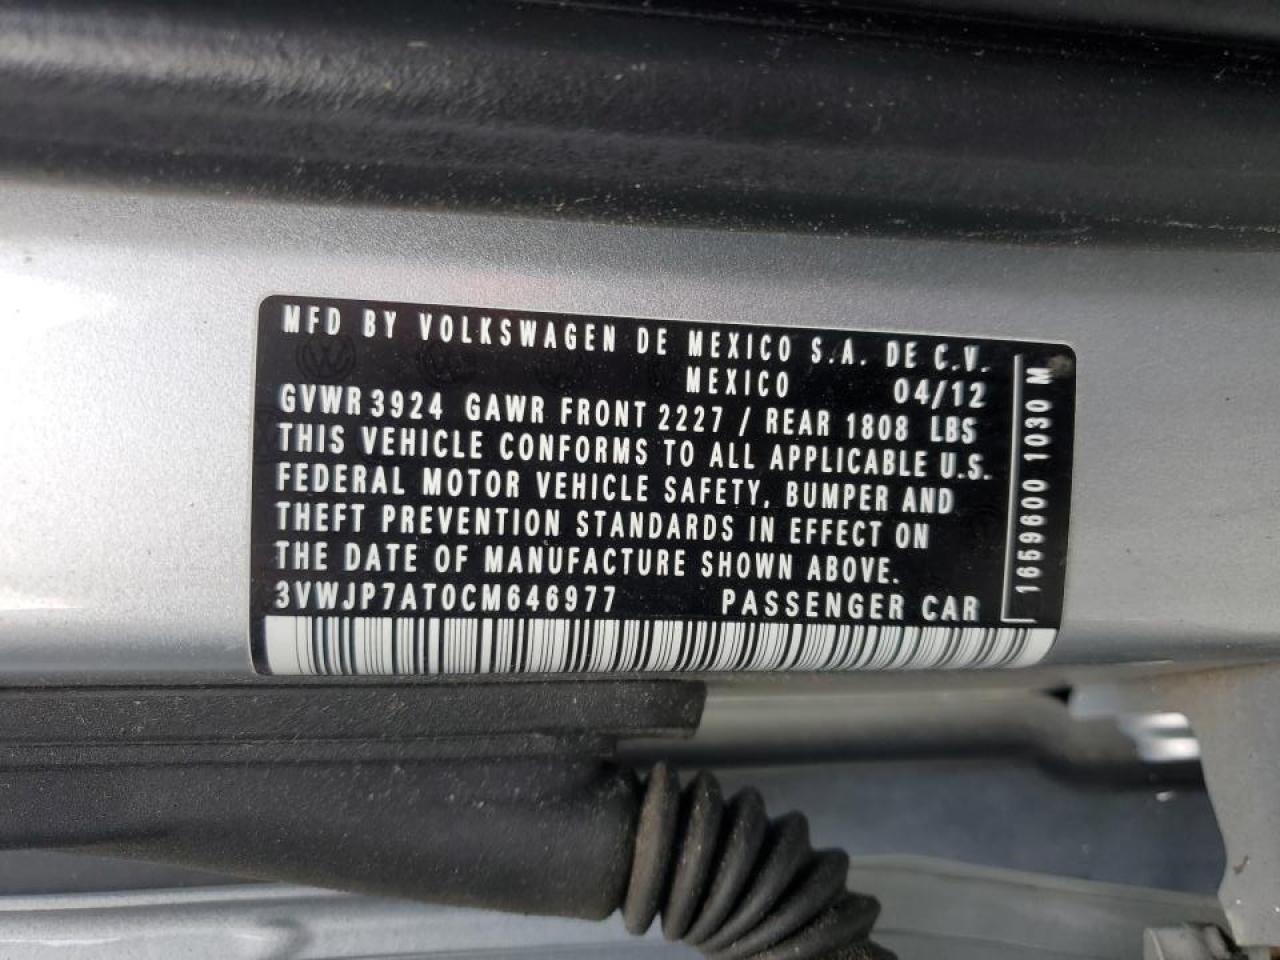 MFD BY VOLKSWAGEN DE MEXICO S.A. DE C.V.
MEXICO 04/12
GVWR 3924 GAWR FRONT 2227 / REAR 1808 LBS
THIS VEHICLE CONFORMS TO ALL APPLICABLE U.S.
FEDERAL MOTOR VEHICLE SAFETY, BUMPER AND
THEFT PREVENTION STANDARDS IN EFFECT ON
THE DATE OF MANUFACTURE SHOWN ABOVE.
3VWJP7AT0CM646977 PASSENGER CAR
1659600 1030 M